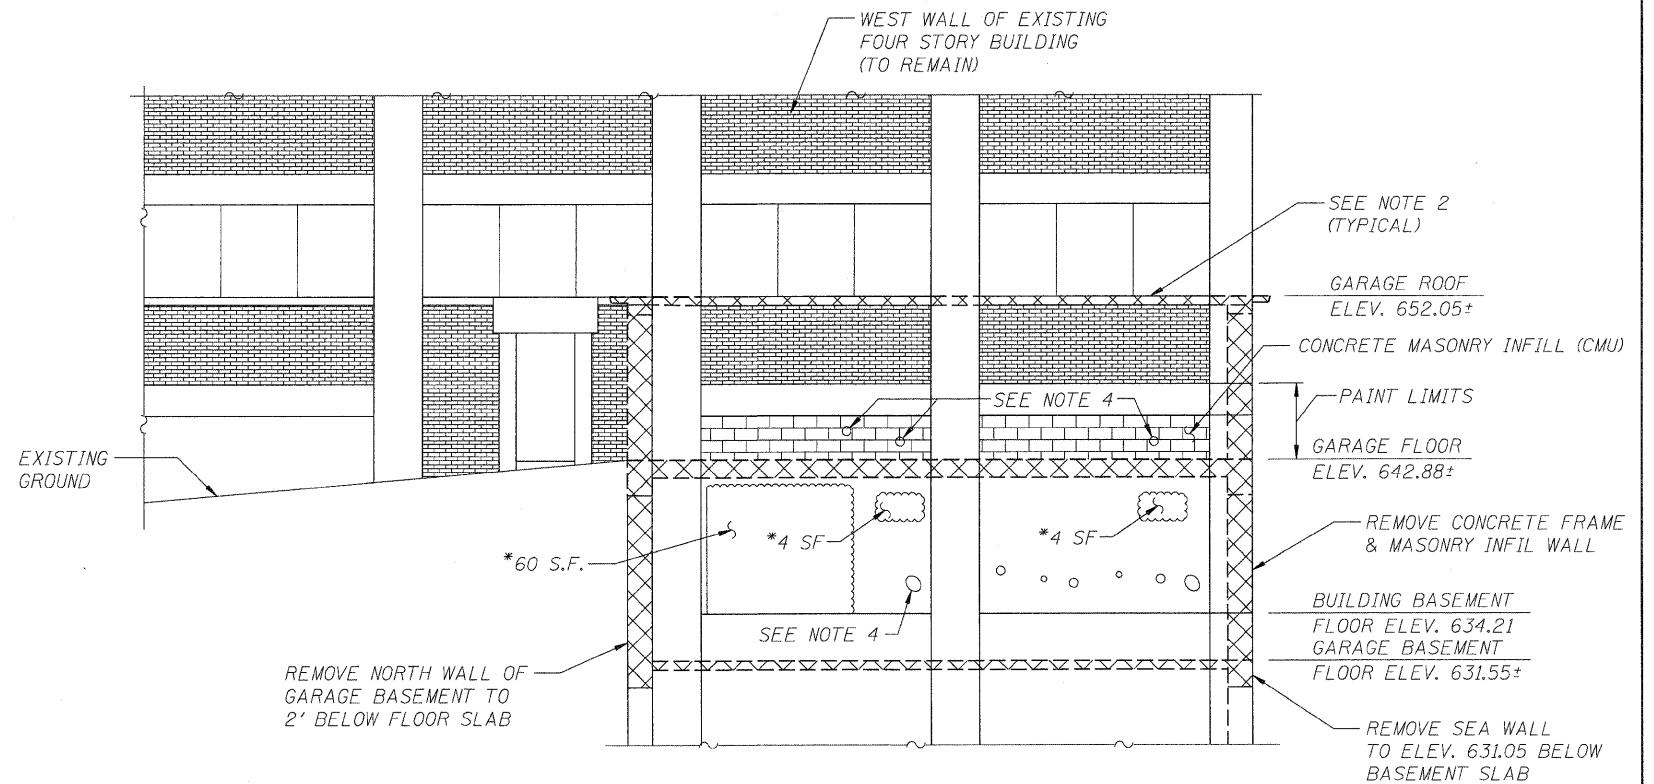 WEST WALL OF EXISTING
FOUR STORY BUILDING
(TO REMAIN)
SEE NOTE 2
(TYPICAL)
GARAGE ROOF
ELEV. 652.05±
CONCRETE MASONRY INFILL (CMU)
SEE NOTE 4
PAINT LIMITS
GARAGE FLOOR
ELEV. 642.88±
EXISTING
GROUND
*60 S.F.
*4 SF
*4 SF
REMOVE CONCRETE FRAME
& MASONRY INFIL WALL
SEE NOTE 4
BUILDING BASEMENT
FLOOR ELEV. 634.21
GARAGE BASEMENT
FLOOR ELEV. 631.55±
REMOVE NORTH WALL OF
GARAGE BASEMENT TO
2' BELOW FLOOR SLAB
REMOVE SEA WALL
TO ELEV. 631.05 BELOW
BASEMENT SLAB